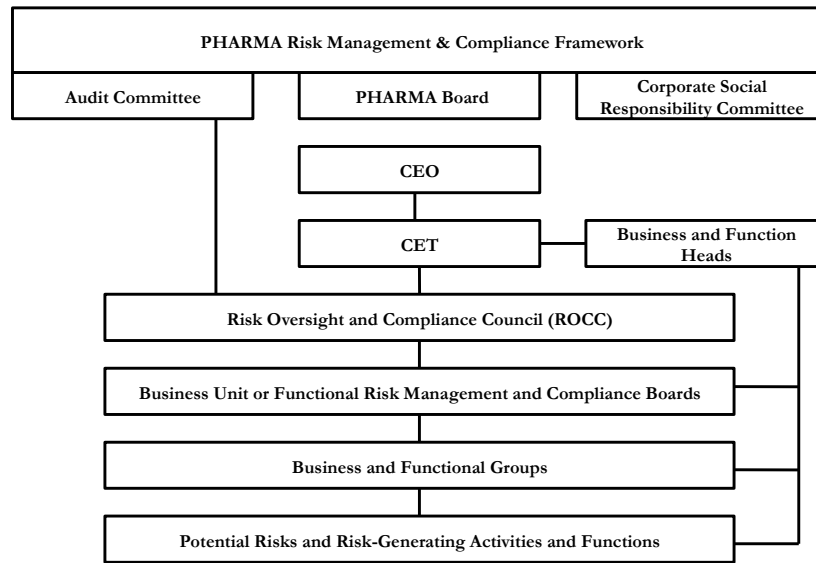 PHARMA Risk Management & Compliance Framework
Audit Committee
PHARMA Board
Corporate Social
Responsibility Committee
CEO
CET
Business and Function
Heads
Risk Oversight and Compliance Council (ROCC)
Business Unit or Functional Risk Management and Compliance Boards
Business and Functional Groups
Potential Risks and Risk-Generating Activities and Functions